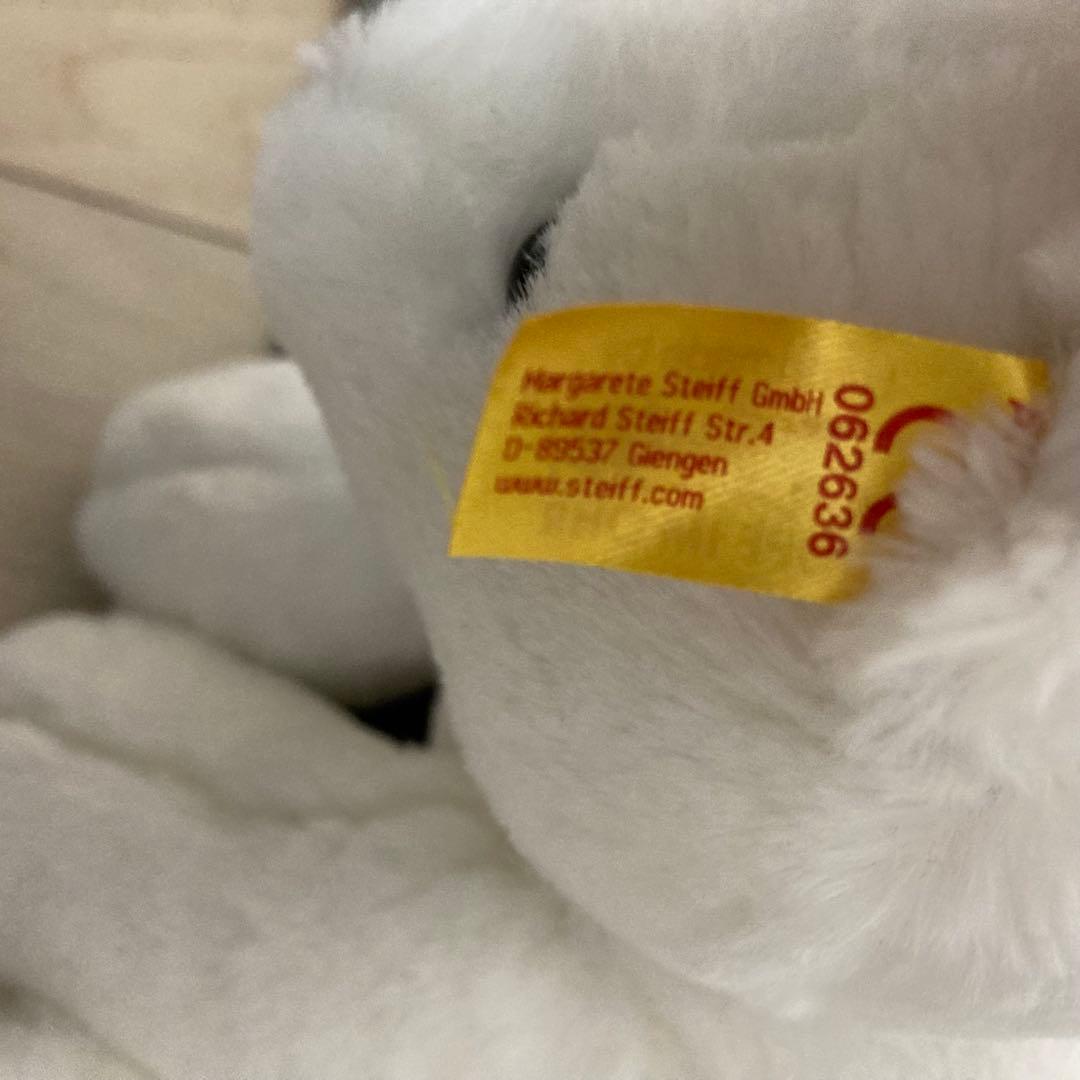 Margarete Steiff GmbH
Richard Steiff Str.4
D-89537 Giengen
www.steiff.com
062636